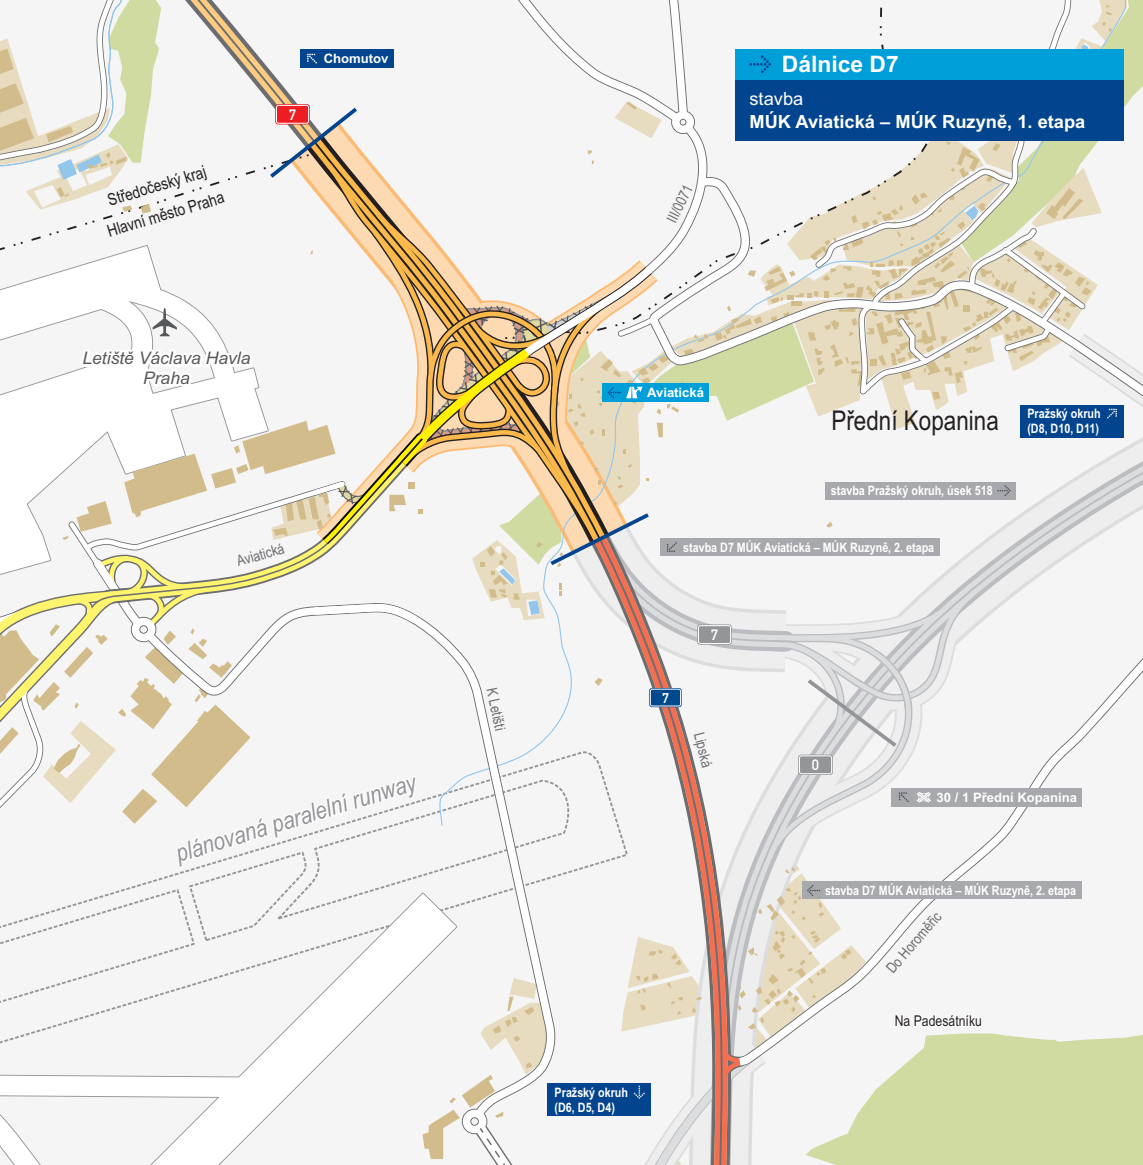 Chomutov
Dálnice D7
stavba
MÚK Aviatická – MÚK Ruzyně, 1. etapa
7
Středočeský kraj
Hlavní město Praha
III/0071
Letiště Václava Havla
Praha
Aviatická
Přední Kopanina
Pražský okruh
(D8, D10, D11)
stavba Pražský okruh, úsek 518
stavba D7 MÚK Aviatická – MÚK Ruzyně, 2. etapa
Aviatická
7
7
K Letišti
Lipská
0
30 / 1 Přední Kopanina
plánovaná paralelní runway
stavba D7 MÚK Aviatická – MÚK Ruzyně, 2. etapa
Do Horoměřic
Na Padesátníku
Pražský okruh
(D6, D5, D4)